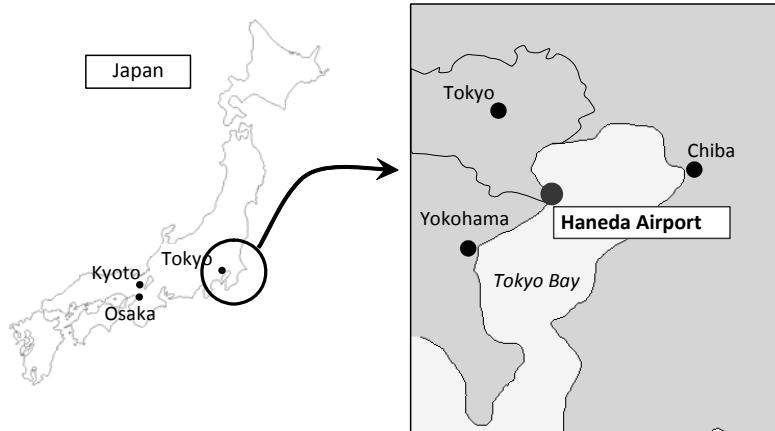 Japan
Tokyo
Kyoto
Osaka
Tokyo
Chiba
Yokohama
Haneda Airport
Tokyo Bay